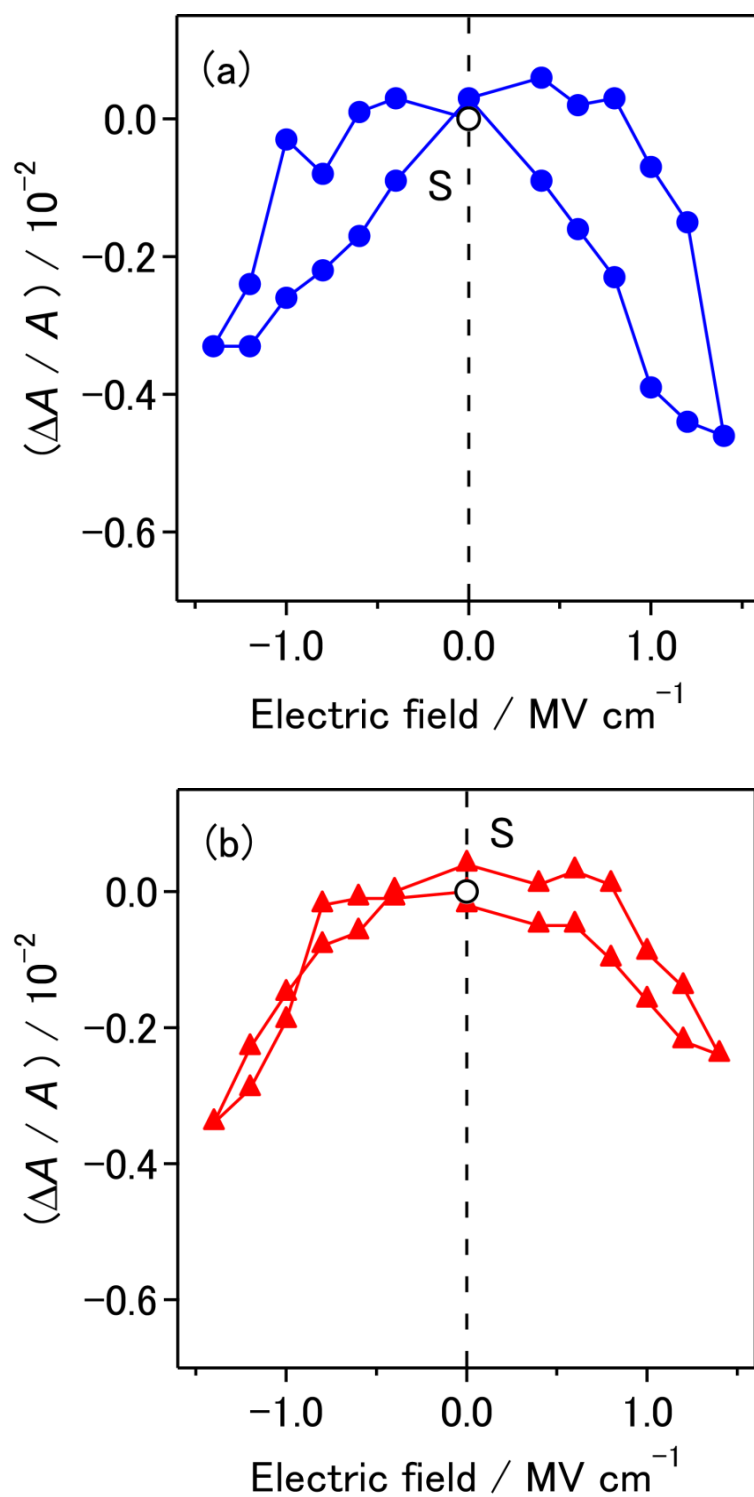 (a)
S
0.0
−0.2
−0.4
−0.6
(ΔA / A) / 10⁻²
−1.0 0.0 1.0
Electric field / MV cm⁻¹
(b)
S
0.0
−0.2
−0.4
−0.6
(ΔA / A) / 10⁻²
−1.0 0.0 1.0
Electric field / MV cm⁻¹